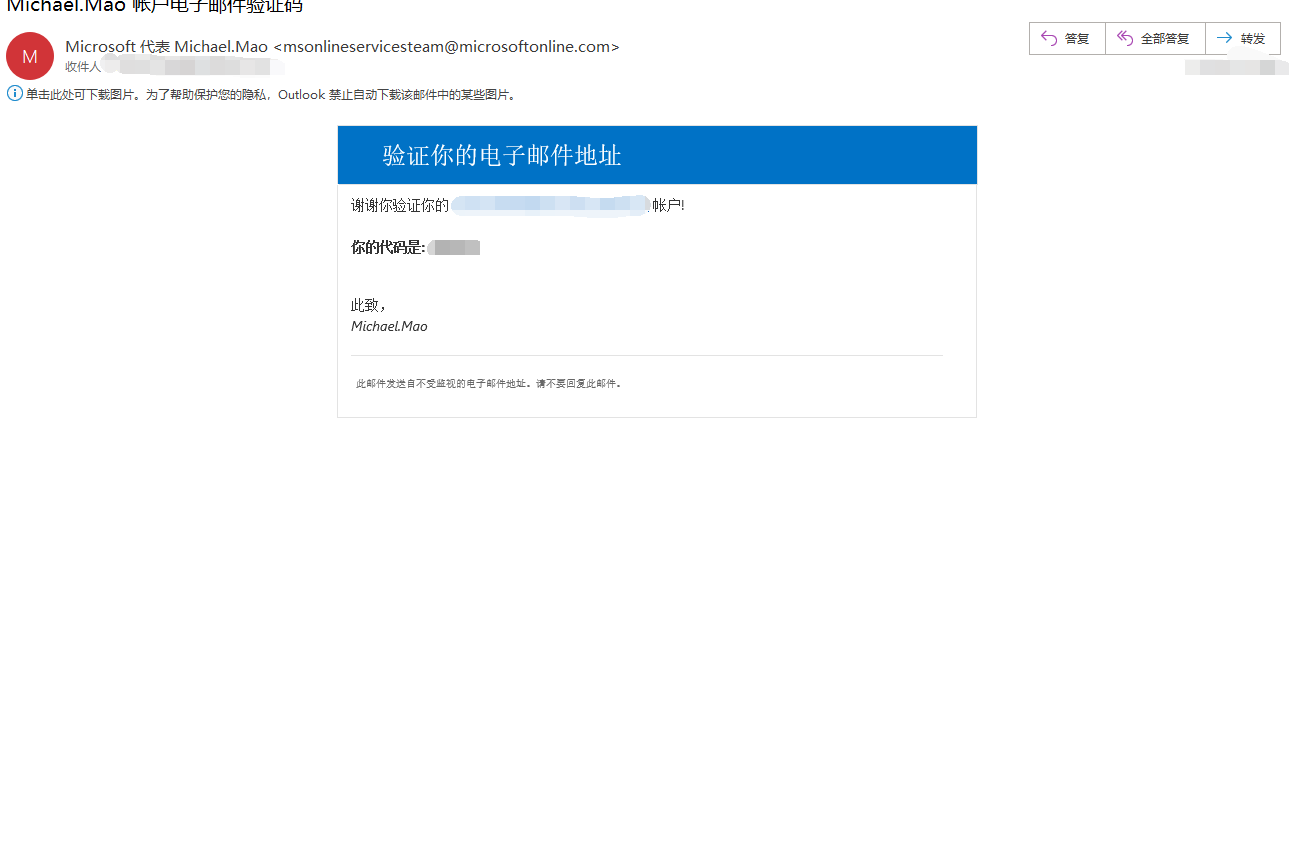 Michael.Mao 帐户电子邮件验证码
M
Microsoft 代表 Michael.Mao <msonlineservicesteam@microsoftonline.com>
收件人
答复
全部答复
转发
单击此处可下载图片。为了帮助保护您的隐私，Outlook 禁止自动下载该邮件中的某些图片。
验证你的电子邮件地址
谢谢你验证你的 帐户!
你的代码是:
此致，
Michael.Mao
此邮件发送自不受监视的电子邮件地址。请不要回复此邮件。